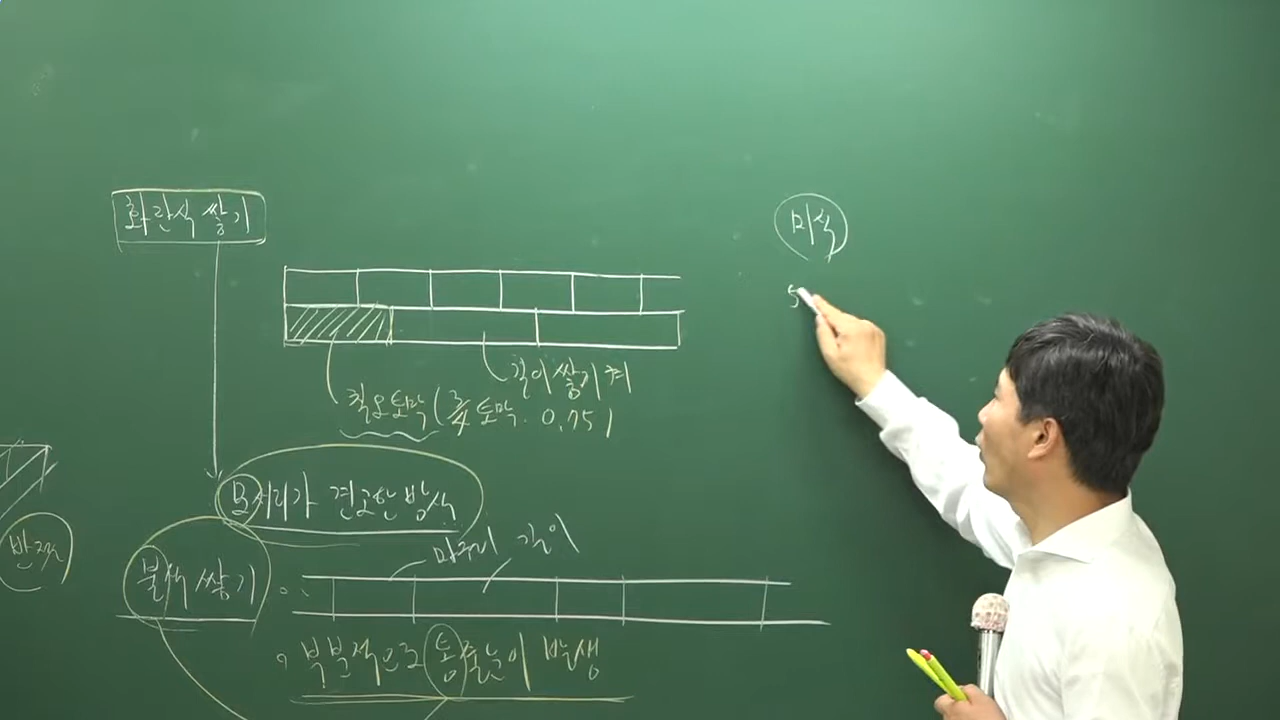 화란식 쌓기
미식
5
길이쌓기켜
칠오토막(3/4 토막. 0.75)
모서리가 견고한 방식
반절
마구리 길이
불식 쌓기
부분적으로 통줄눈이 발생